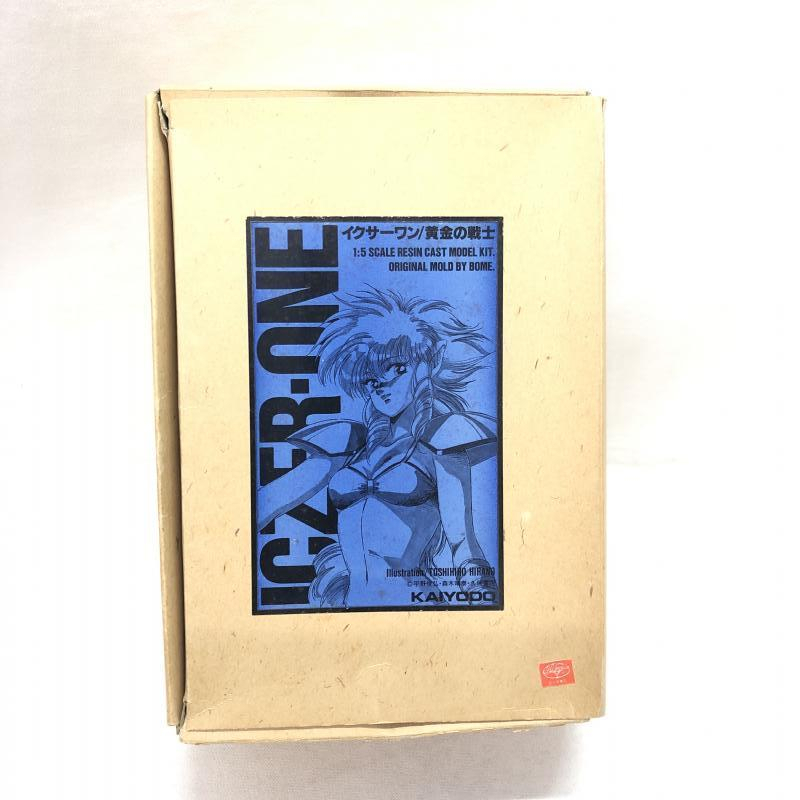 ICZER·ONE
イクサーワン/黄金の戦士
1:5 SCALE RESIN CAST MODEL KIT.
ORIGINAL MOLD BY BOME.
Illustration, TOSHIHIRO HIRANO
KAIYODO